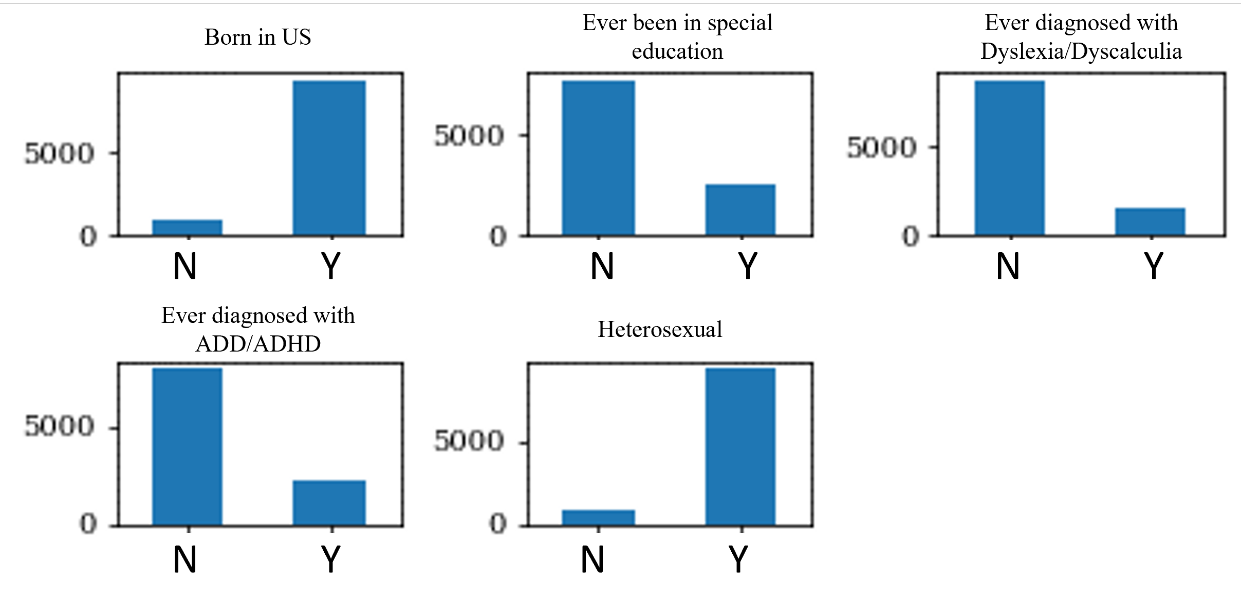 Born in US
5000
0
N Y
Ever been in special
education
5000
0
N Y
Ever diagnosed with
Dyslexia/Dyscalculia
5000
0
N Y
Ever diagnosed with
ADD/ADHD
5000
0
N Y
Heterosexual
5000
0
N Y